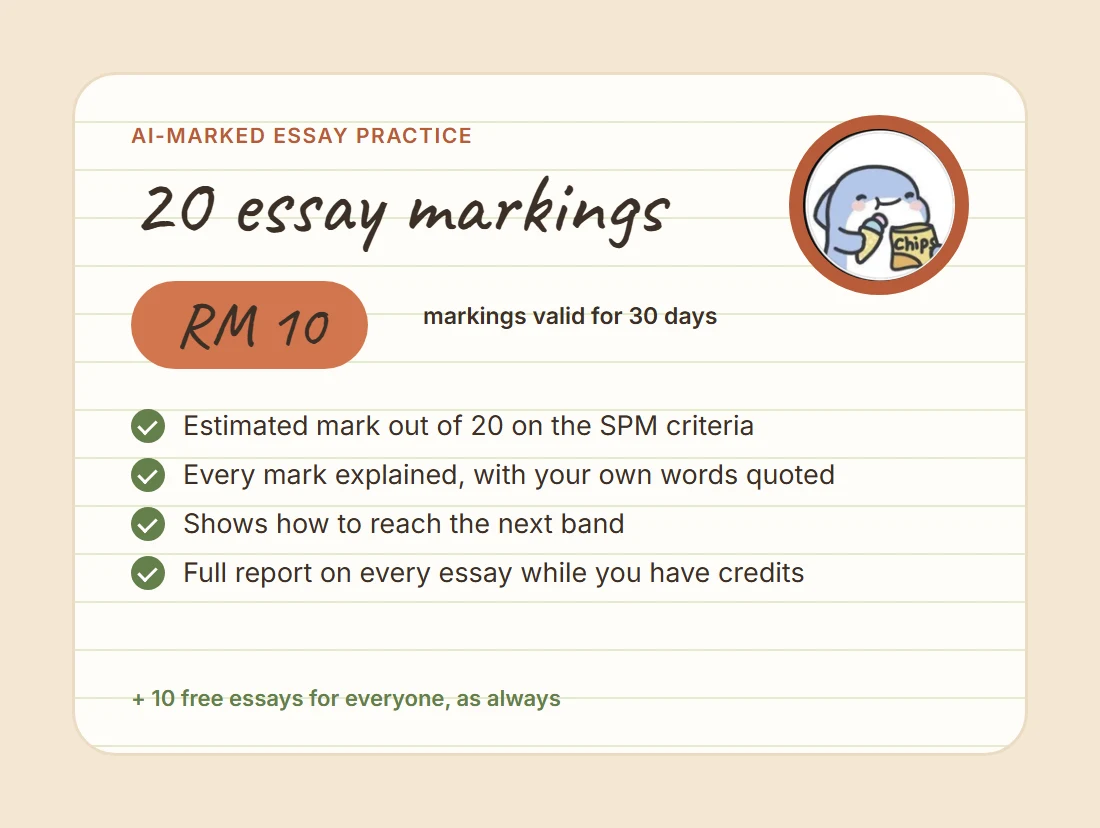 AI-MARKED ESSAY PRACTICE
20 essay markings
RM 10
markings valid for 30 days
Estimated mark out of 20 on the SPM criteria
Every mark explained, with your own words quoted
Shows how to reach the next band
Full report on every essay while you have credits
+ 10 free essays for everyone, as always
Chips